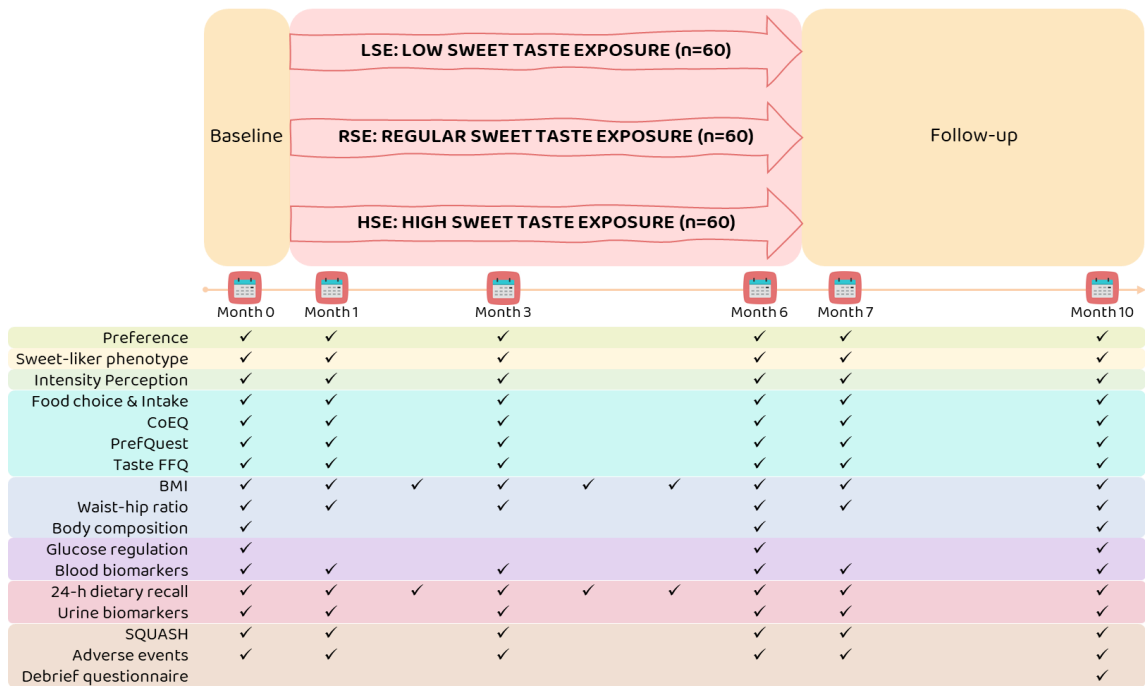 LSE: LOW SWEET TASTE EXPOSURE (n=60)
Baseline
RSE: REGULAR SWEET TASTE EXPOSURE (n=60)
Follow-up
HSE: HIGH SWEET TASTE EXPOSURE (n=60)
Month 0 Month 1 Month 3 Month 6 Month 7 Month 10
Preference ✓ ✓ ✓ ✓ ✓ ✓
Sweet-liker phenotype ✓ ✓ ✓ ✓ ✓ ✓
Intensity Perception ✓ ✓ ✓ ✓ ✓ ✓
Food choice & Intake ✓ ✓ ✓ ✓ ✓ ✓
CoEQ ✓ ✓ ✓ ✓ ✓ ✓
PrefQuest ✓ ✓ ✓ ✓ ✓ ✓
Taste FFQ ✓ ✓ ✓ ✓ ✓ ✓
BMI ✓ ✓ ✓ ✓ ✓ ✓ ✓ ✓ ✓
Waist-hip ratio ✓ ✓ ✓ ✓ ✓ ✓
Body composition ✓ ✓ ✓
Glucose regulation ✓ ✓ ✓
Blood biomarkers ✓ ✓ ✓ ✓ ✓ ✓
24-h dietary recall ✓ ✓ ✓ ✓ ✓ ✓ ✓ ✓ ✓
Urine biomarkers ✓ ✓ ✓ ✓ ✓ ✓
SQUASH ✓ ✓ ✓ ✓ ✓ ✓
Adverse events ✓ ✓ ✓ ✓ ✓ ✓
Debrief questionnaire ✓